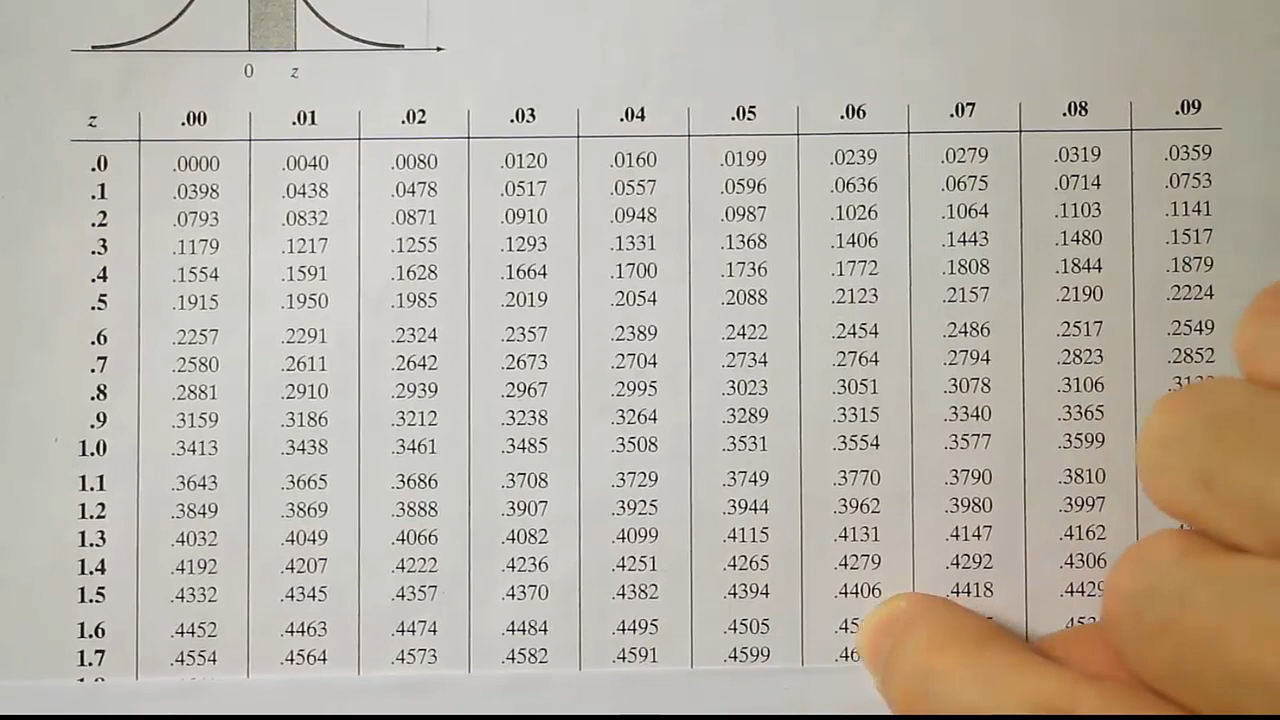 0 z
z .00 .01 .02 .03 .04 .05 .06 .07 .08 .09
.0 .0000 .0040 .0080 .0120 .0160 .0199 .0239 .0279 .0319 .0359
.1 .0398 .0438 .0478 .0517 .0557 .0596 .0636 .0675 .0714 .0753
.2 .0793 .0832 .0871 .0910 .0948 .0987 .1026 .1064 .1103 .1141
.3 .1179 .1217 .1255 .1293 .1331 .1368 .1406 .1443 .1480 .1517
.4 .1554 .1591 .1628 .1664 .1700 .1736 .1772 .1808 .1844 .1879
.5 .1915 .1950 .1985 .2019 .2054 .2088 .2123 .2157 .2190 .2224
.6 .2257 .2291 .2324 .2357 .2389 .2422 .2454 .2486 .2517 .2549
.7 .2580 .2611 .2642 .2673 .2704 .2734 .2764 .2794 .2823 .2852
.8 .2881 .2910 .2939 .2967 .2995 .3023 .3051 .3078 .3106
.9 .3159 .3186 .3212 .3238 .3264 .3289 .3315 .3340 .3365
1.0 .3413 .3438 .3461 .3485 .3508 .3531 .3554 .3577 .3599
1.1 .3643 .3665 .3686 .3708 .3729 .3749 .3770 .3790 .3810
1.2 .3849 .3869 .3888 .3907 .3925 .3944 .3962 .3980 .3997
1.3 .4032 .4049 .4066 .4082 .4099 .4115 .4131 .4147 .4162
1.4 .4192 .4207 .4222 .4236 .4251 .4265 .4279 .4292 .4306
1.5 .4332 .4345 .4357 .4370 .4382 .4394 .4406 .4418 .4429
1.6 .4452 .4463 .4474 .4484 .4495 .4505
1.7 .4554 .4564 .4573 .4582 .4591 .4599